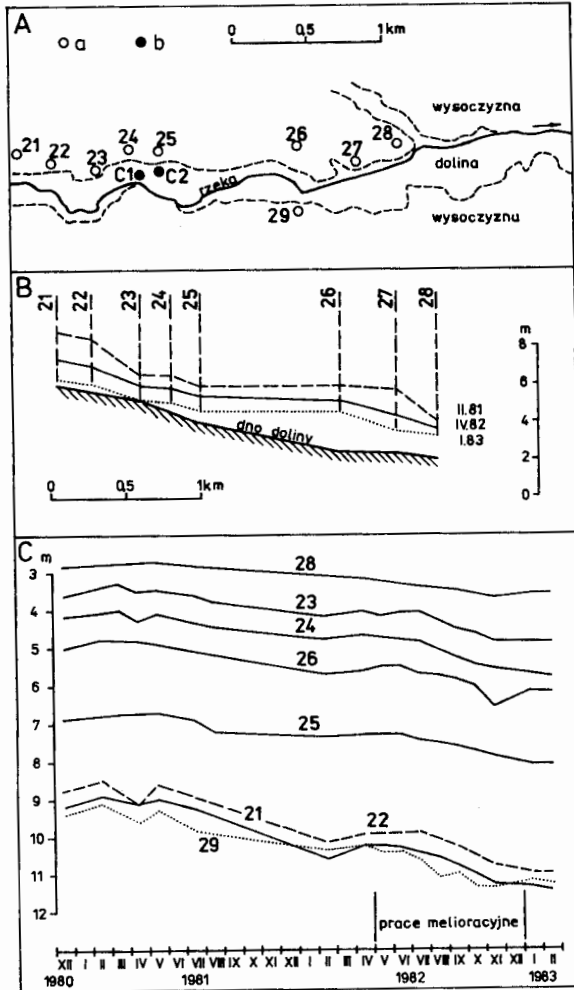 A
a b 0 0,5 1km
wysoczyzna
21 22 23 24 25 26 27 28
dolina
C1 C2 rzeka
29 wysoczyznu
B
21 22 23 24 25 26 27 28
m
8
6
II.81
IV.82
4
I.83
dno doliny
2
0 0,5 1km
0
C
m
3 28
23
4
24
5
26
6
25
7
8
9
21 22
10
29
11
prace melioracyjne
12
XII I II III IV V VI VII VIII IX X XI XII I II III IV V VI VII VIII IX X XI XII I II
1980 1981 1982 1983